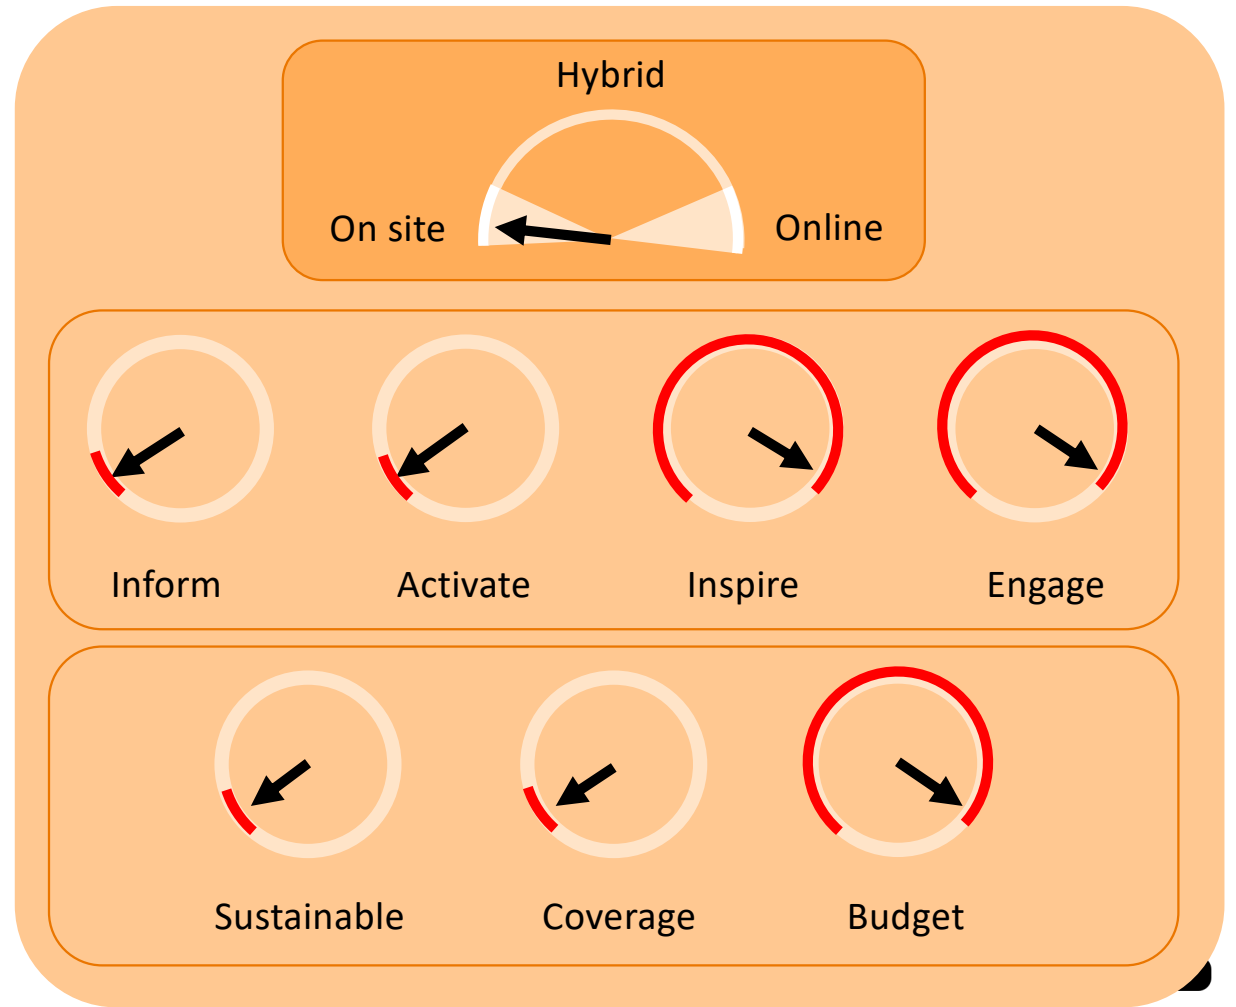 Hybrid
On site
Online
Inform
Activate
Inspire
Engage
Sustainable
Coverage
Budget